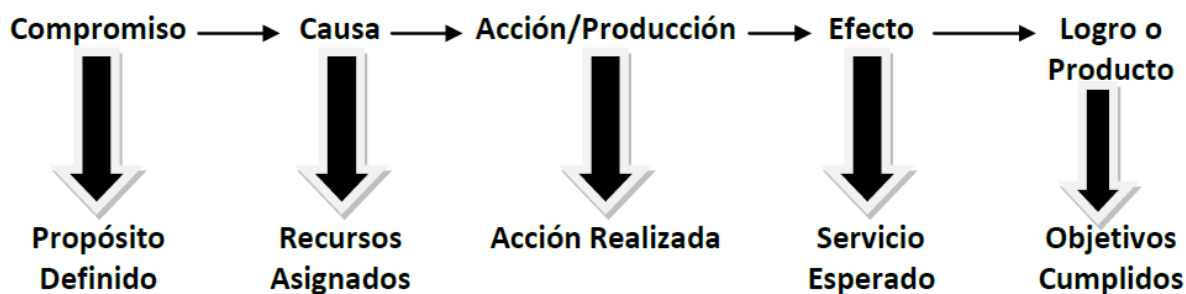 Compromiso
Causa
Acción/Producción
Efecto
Logro o
Producto
Propósito
Definido
Recursos
Asignados
Acción Realizada
Servicio
Esperado
Objetivos
Cumplidos